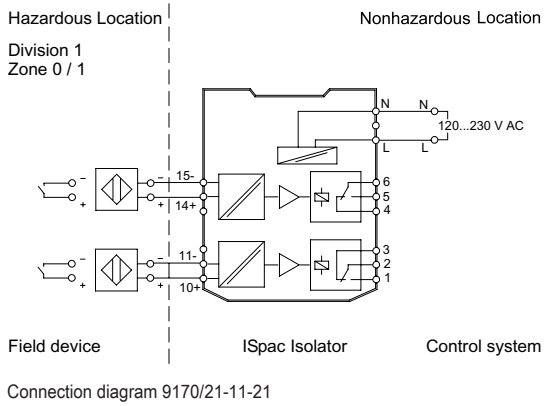 Hazardous Location
Nonhazardous Location
Division 1
Zone 0 / 1
N
N
120...230 V AC
L
L
–
–
15-
6
+
+
14+
5
4
–
–
11-
3
2
+
+
10+
1
Field device
ISpac Isolator
Control system
Connection diagram 9170/21-11-21